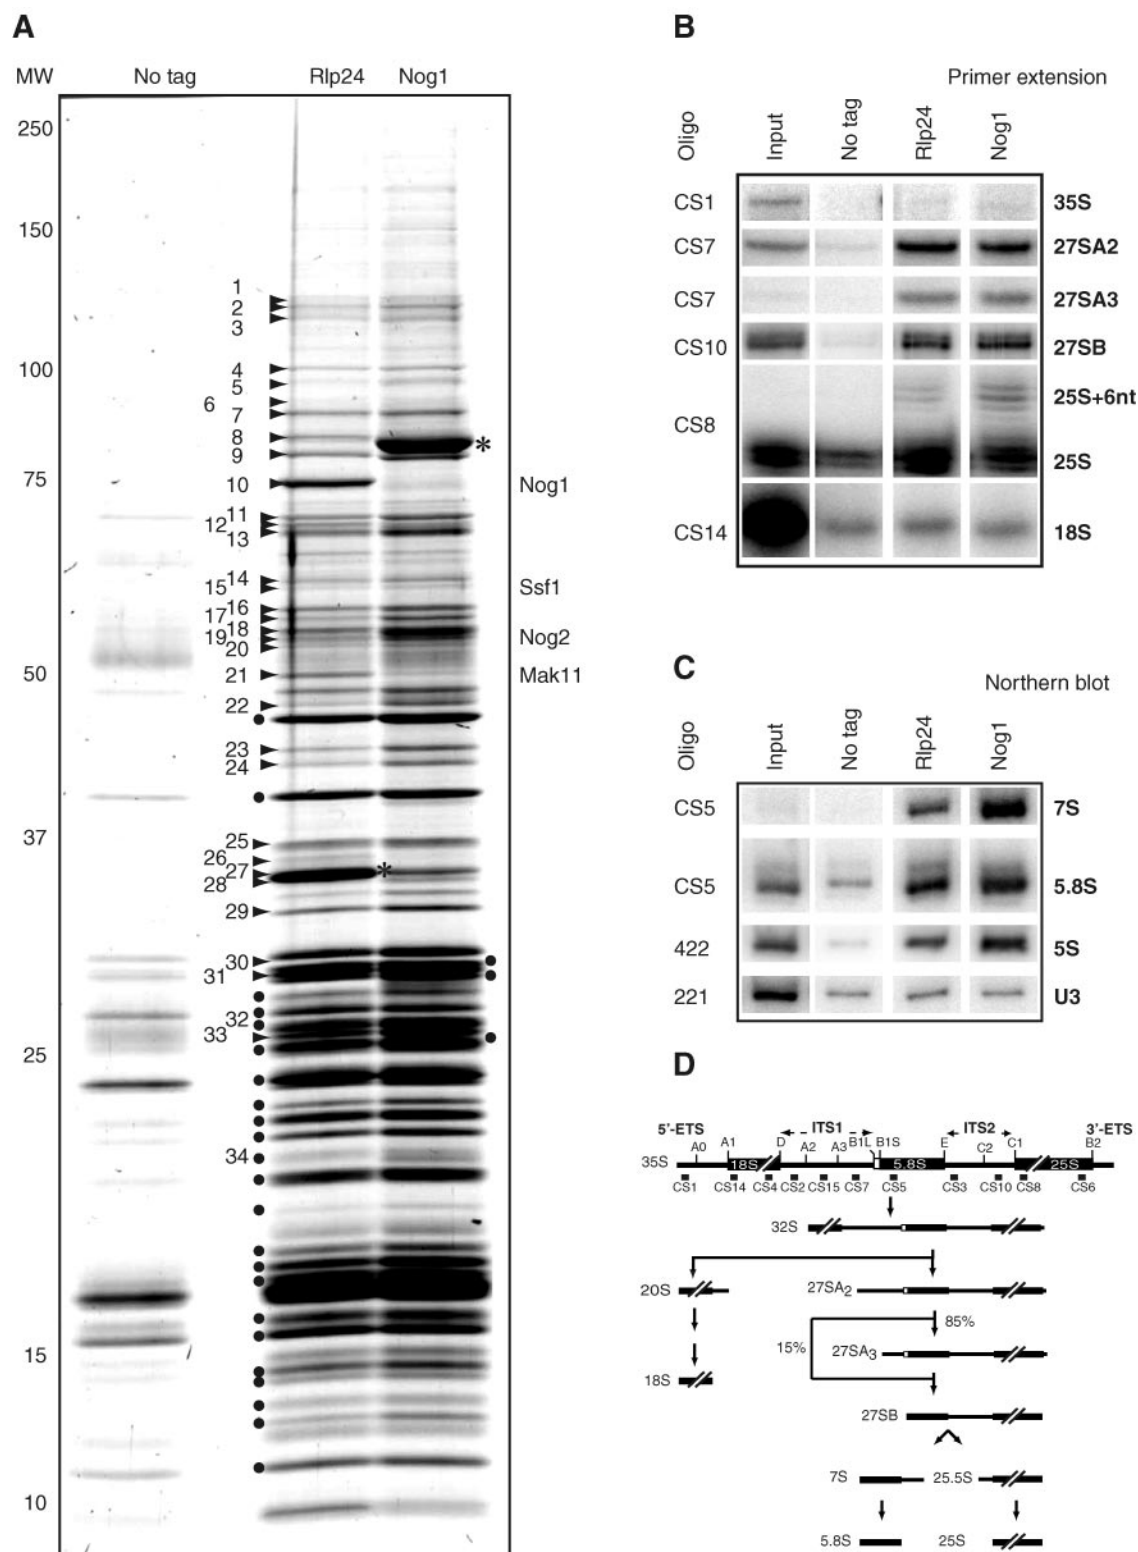 A
MW No tag Rlp24 Nog1
250
150
1
2
3
100
4
5
6
7
8
9
*
75
10
Nog1
11
12
13
14
15
Ssf1
16
17
18
19
Nog2
20
50
21
Mak11
22
23
24
37
25
26
27
*
28
29
30
31
32
33
25
34
15
10
B
Primer extension
Oligo Input No tag Rlp24 Nog1
CS1 35S
CS7 27SA2
CS7 27SA3
CS10 27SB
25S+6nt
CS8
25S
CS14 18S
C
Northern blot
Oligo Input No tag Rlp24 Nog1
CS5 7S
CS5 5.8S
422 5S
221 U3
D
5'-ETS ITS1 ITS2 3'-ETS
A0 A1 D A2 A3 B1L B1S E C2 C1 B2
35S 18S 5.8S 25S
CS1 CS14 CS4 CS2 CS15 CS7 CS5 CS3 CS10 CS8 CS6
32S
20S 27SA2
85%
15% 27SA3
18S
27SB
7S 25.5S
5.8S 25S